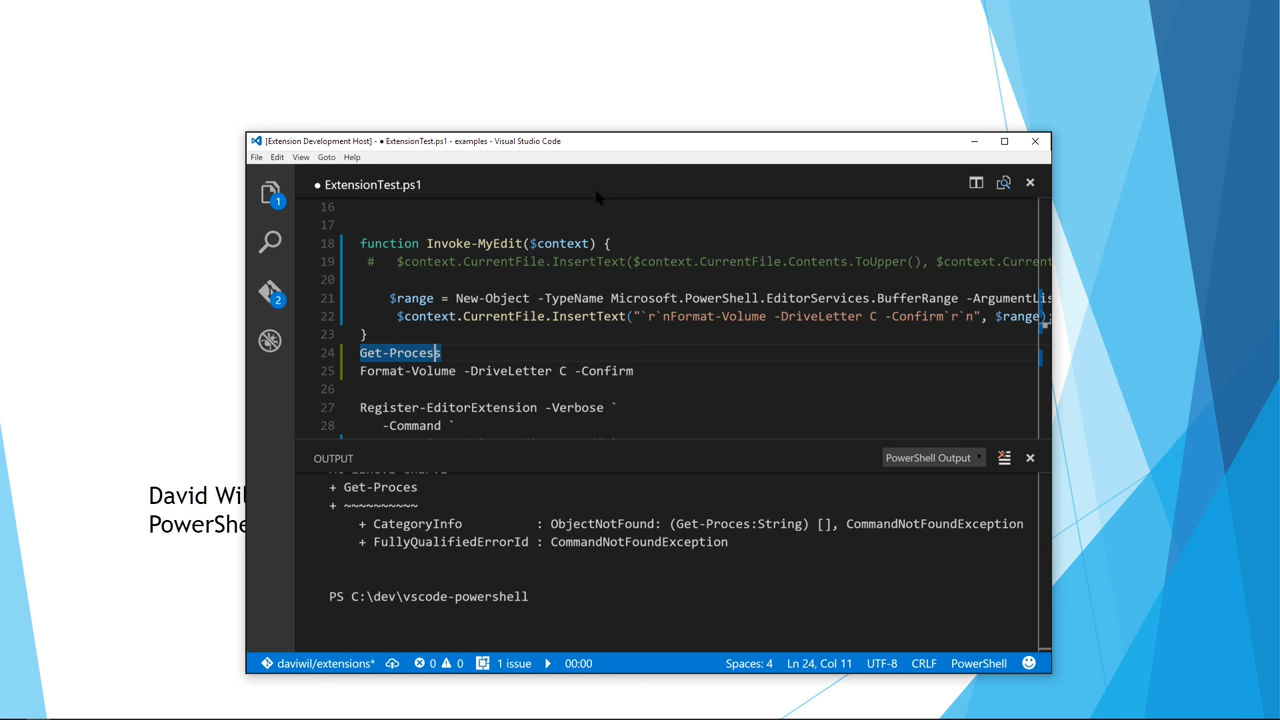 [Extension Development Host] - ● ExtensionTest.ps1 - examples - Visual Studio Code
File Edit View Goto Help
● ExtensionTest.ps1
1
2
16
17
18 function Invoke-MyEdit($context) {
19 # $context.CurrentFile.InsertText($context.CurrentFile.Contents.ToUpper(), $context.Current
20
21 $range = New-Object -TypeName Microsoft.PowerShell.EditorServices.BufferRange -ArgumentLis
22 $context.CurrentFile.InsertText("`r`nFormat-Volume -DriveLetter C -Confirm`r`n", $range);
23 }
24 Get-Process
25 Format-Volume -DriveLetter C -Confirm
26
27 Register-EditorExtension -Verbose `
28 -Command `
OUTPUT PowerShell Output
+ Get-Proces
+ ~~~~~~~~~~
+ CategoryInfo : ObjectNotFound: (Get-Proces:String) [], CommandNotFoundException
+ FullyQualifiedErrorId : CommandNotFoundException
PS C:\dev\vscode-powershell
daviwil/extensions* 0 0 1 issue 00:00 Spaces: 4 Ln 24, Col 11 UTF-8 CRLF PowerShell
David Wil
PowerShe